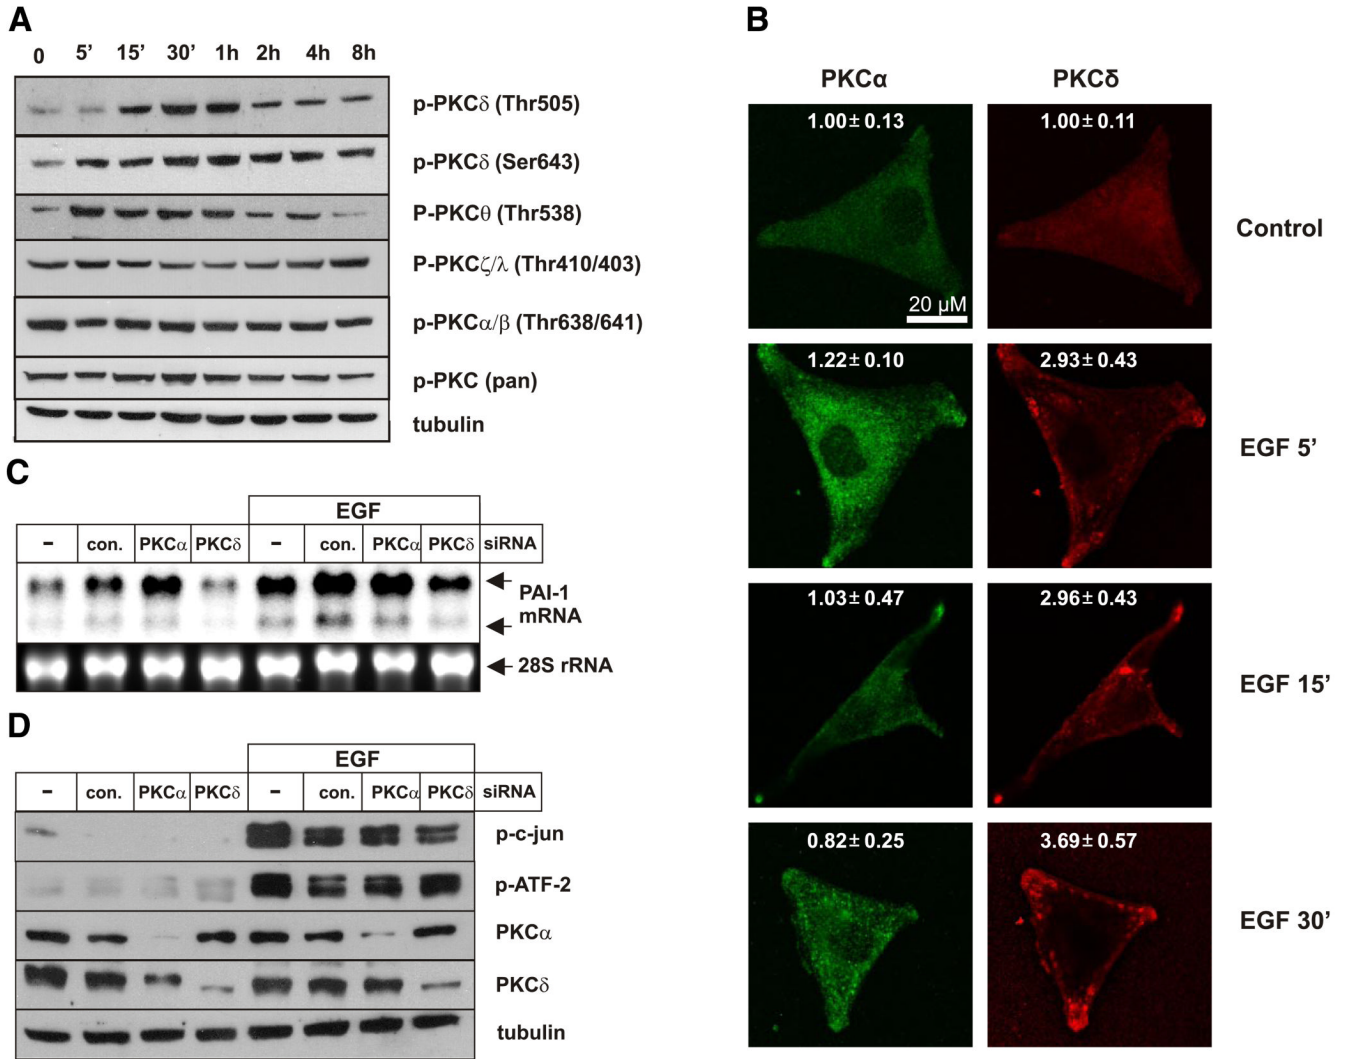 A
0 5’ 15’ 30’ 1h 2h 4h 8h
p-PKCδ (Thr505)
p-PKCδ (Ser643)
P-PKCθ (Thr538)
P-PKCζ/λ (Thr410/403)
p-PKCα/β (Thr638/641)
p-PKC (pan)
tubulin
B
PKCα PKCδ
1.00± 0.13 1.00± 0.11
20 µM
Control
1.22± 0.10 2.93± 0.43
EGF 5’
1.03± 0.47 2.96± 0.43
EGF 15’
0.82± 0.25 3.69± 0.57
EGF 30’
C
EGF
- con. PKCα PKCδ - con. PKCα PKCδ siRNA
PAI-1
mRNA
28S rRNA
D
EGF
- con. PKCα PKCδ - con. PKCα PKCδ siRNA
p-c-jun
p-ATF-2
PKCα
PKCδ
tubulin